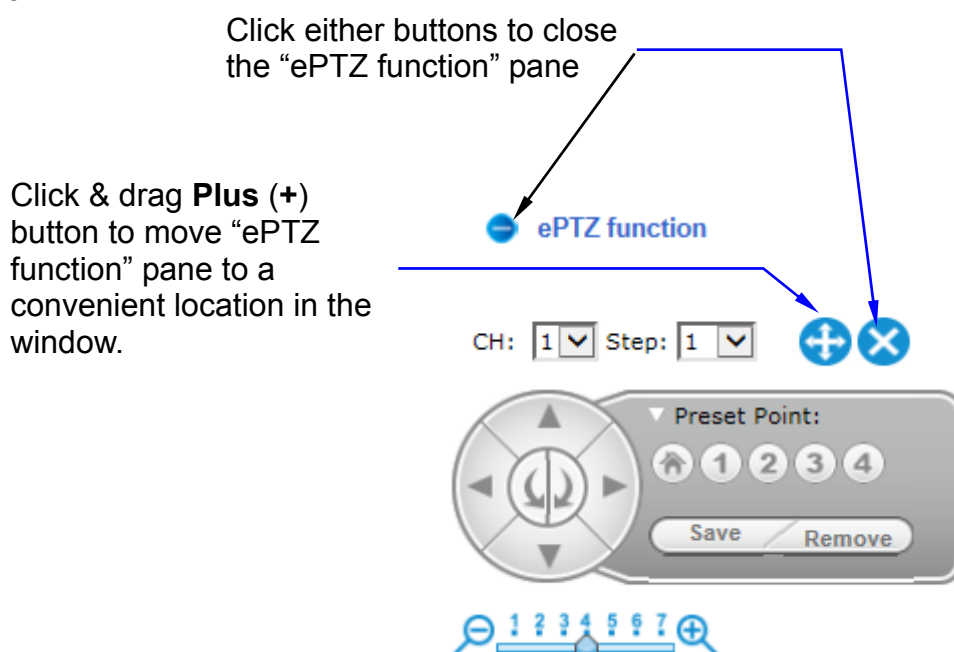 Click either buttons to close
the “ePTZ function” pane
Click & drag Plus (+)
button to move “ePTZ
function” pane to a
convenient location in the
window.
ePTZ function
CH: 1 Step: 1
Preset Point:
1 2 3 4
Save Remove
1 2 3 4 5 6 7